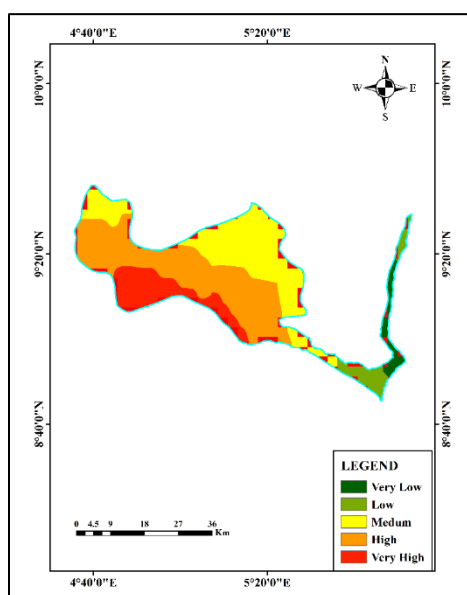 4°40'0"E 5°20'0"E
N
W E
S
10°0'0"N 10°0'0"N
9°20'0"N 9°20'0"N
8°40'0"N 8°40'0"N
LEGEND
Very Low
Low
Medum
High
Very High
0 4.5 9 18 27 36
Km
4°40'0"E 5°20'0"E